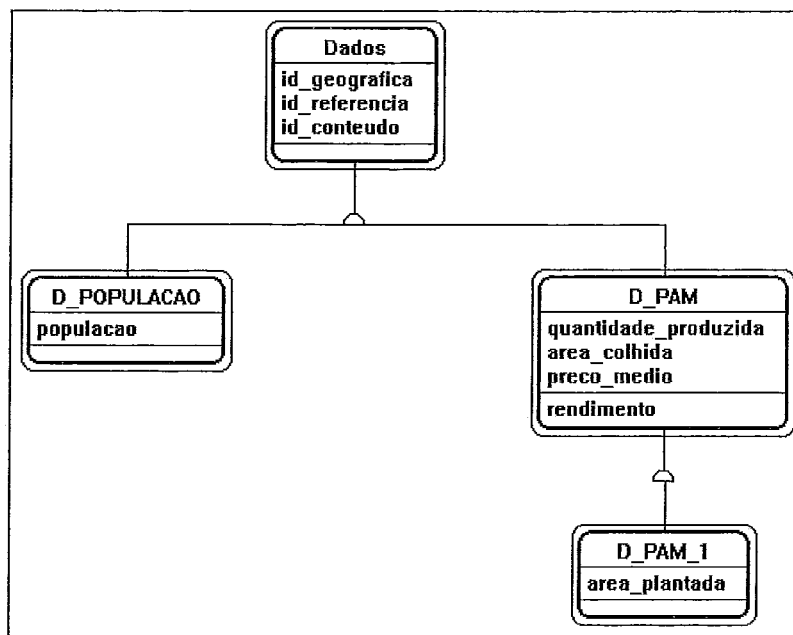 Dados
id_geografica
id_referencia
id_conteudo
D_POPULACAO
populacao
D_PAM
quantidade_produzida
area_colhida
preco_medio
rendimento
D_PAM_1
area_plantada